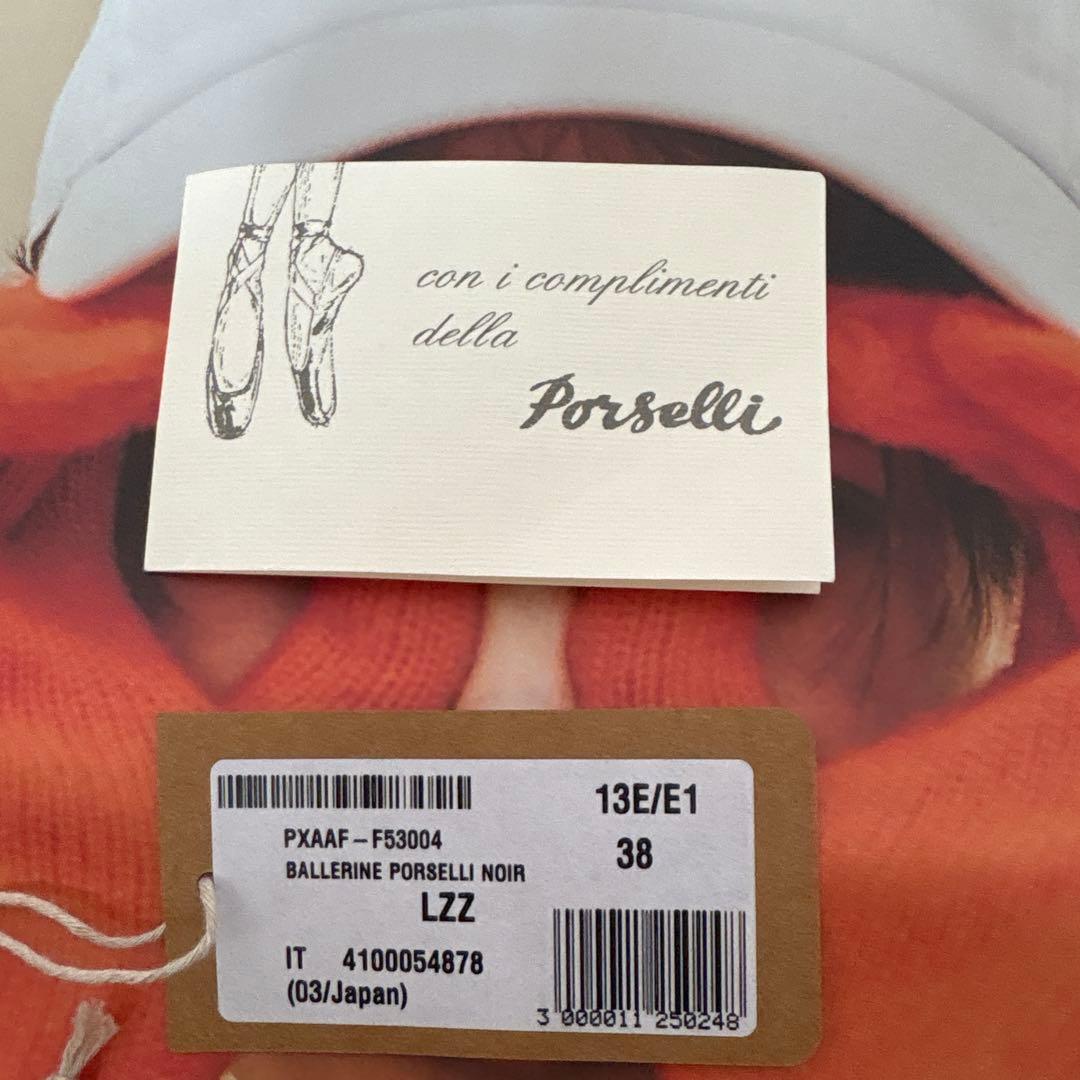 con i complimenti
della
Porselli
PXAAF-F53004
BALLERINE PORSELLI NOIR
LZZ
IT 4100054878
(03/Japan)
13E/E1
38
3 000011 250248